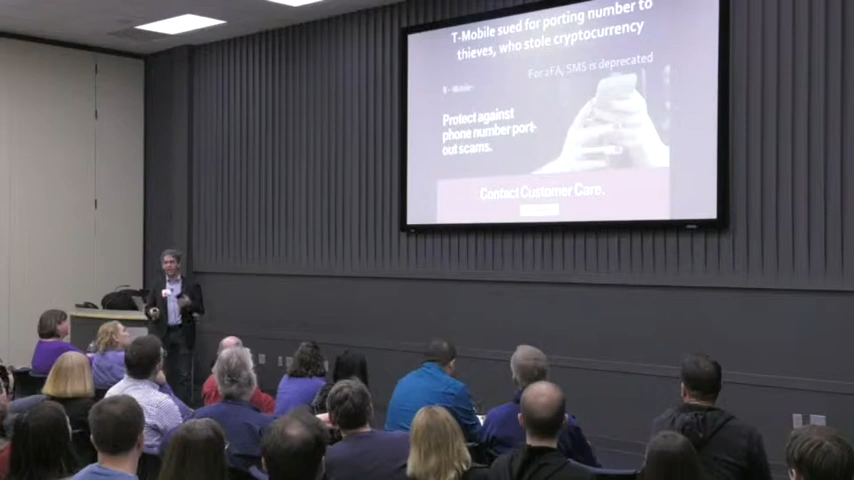 T-Mobile sued for porting number to
thieves, who stole cryptocurrency
For 2FA, SMS is deprecated
T-Mobile
Protect against
phone number port-
out scams.
Contact Customer Care.